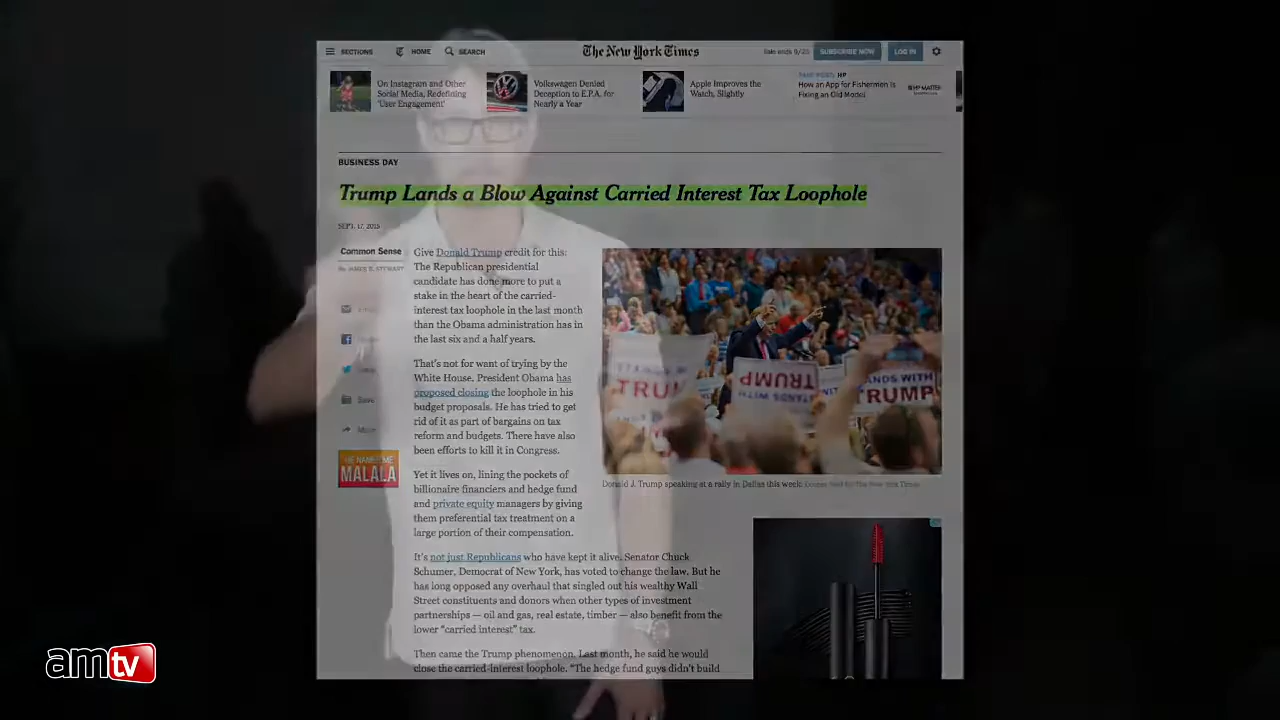 SECTIONS
HOME
SEARCH
The New York Times
SUBSCRIBE NOW
LOG IN
On Instagram and Other
Social Media, Redefining
'User Engagement'
Volkswagen Denied
Deception to E.P.A. for
Nearly a Year
Apple Improves the
Watch, Slightly
HP
How an App for Fishermen Is
Fixing an Old Model
BUSINESS DAY
Trump Lands a Blow Against Carried Interest Tax Loophole
SEPT. 17, 2015
Common Sense
By JAMES B. STEWART
Save
More
MALALA
Give Donald Trump credit for this:
The Republican presidential
candidate has done more to put a
stake in the heart of the carried-
interest tax loophole in the last month
than the Obama administration has in
the last six and a half years.
That's not for want of trying by the
White House. President Obama has
proposed closing the loophole in his
budget proposals. He has tried to get
rid of it as part of bargains on tax
reform and budgets. There have also
been efforts to kill it in Congress.
Yet it lives on, lining the pockets of
billionaire financiers and hedge fund
and private equity managers by giving
them preferential tax treatment on a
large portion of their compensation.
It's not just Republicans who have kept it alive. Senator Chuck
Schumer, Democrat of New York, has voted to change the law. But he
has long opposed any overhaul that singled out his wealthy Wall
Street constituents and donors when other types of investment
partnerships — oil and gas, real estate, timber — also benefit from the
lower "carried interest" tax.
Then came the Trump phenomenon. Last month, he said he would
close the carried-interest loophole. "The hedge fund guys didn't build
TRUMP
STANDS WITH
TRUMP
Donald J. Trump speaking at a rally in Dallas this week.
amtv